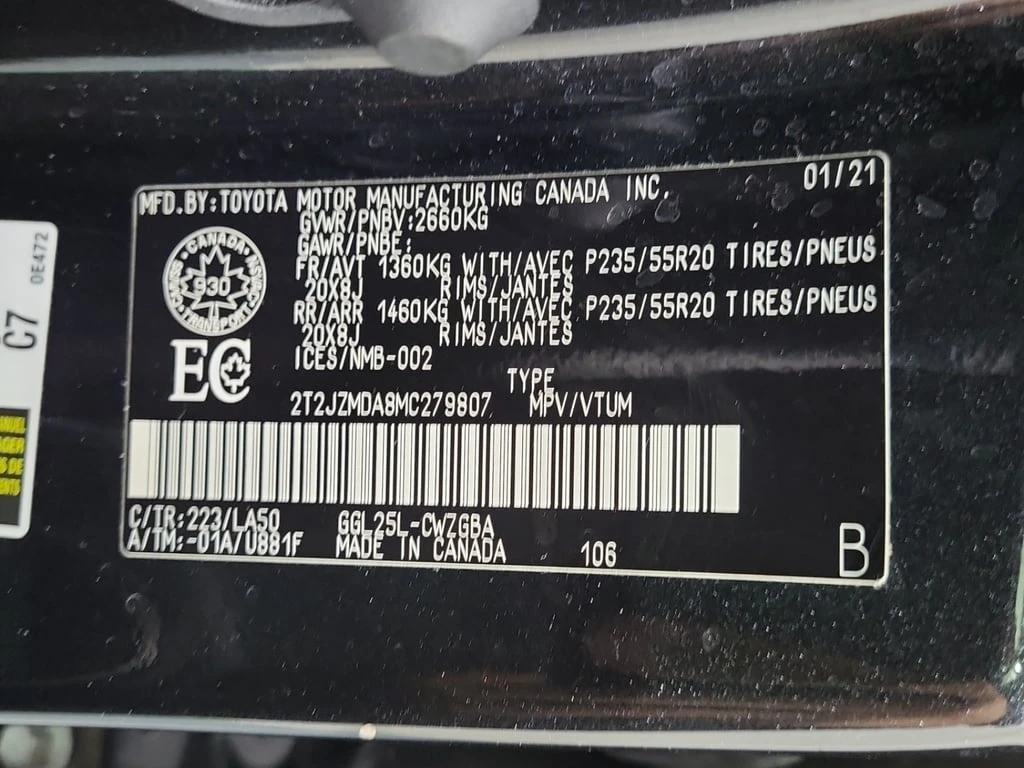 MFD.BY:TOYOTA MOTOR MANUFACTURING CANADA INC. 01/21
GVWR/PNBV:2660KG
GAWR/PNBE:
FR/AVT 1360KG WITH/AVEC P235/55R20 TIRES/PNEUS
20X8J RIMS/JANTES
RR/ARR 1460KG WITH/AVEC P235/55R20 TIRES/PNEUS
20X8J RIMS/JANTES
ICES/NMB-002
CANADA
930
TRANSPORT
EC
TYPE
2T2JZMDA8MC279807 MPV/VTUM
C/TR:223/LA50 GGL25L-CWZGBA
A/TM:-01A/U881F MADE IN CANADA 106 B
C7
0E472